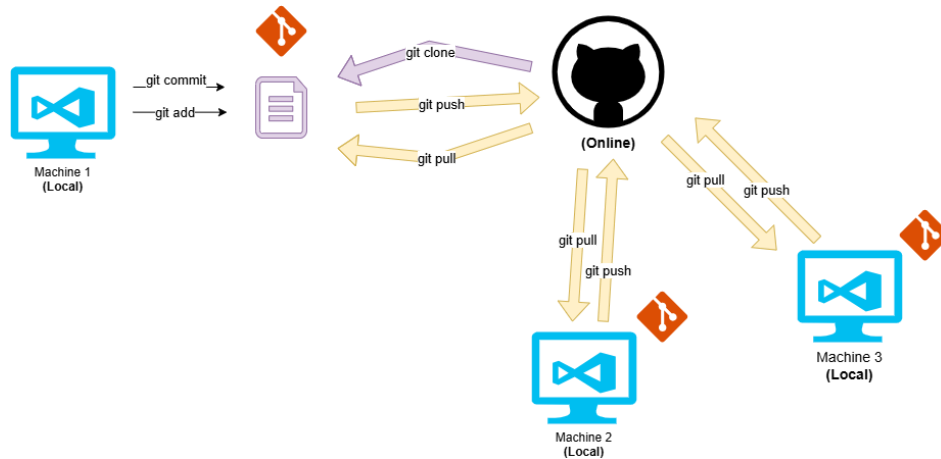 git clone
git commit
git add
git push
git pull
Machine 1
(Local)
(Online)
git pull
git push
git pull
git push
Machine 2
(Local)
Machine 3
(Local)